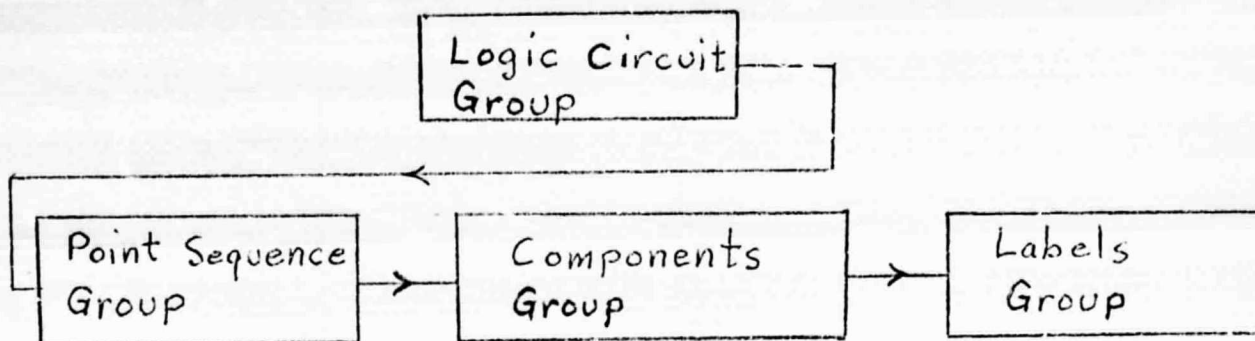 Logic Circuit
Group
Point Sequence
Group
Components
Group
Labels
Group